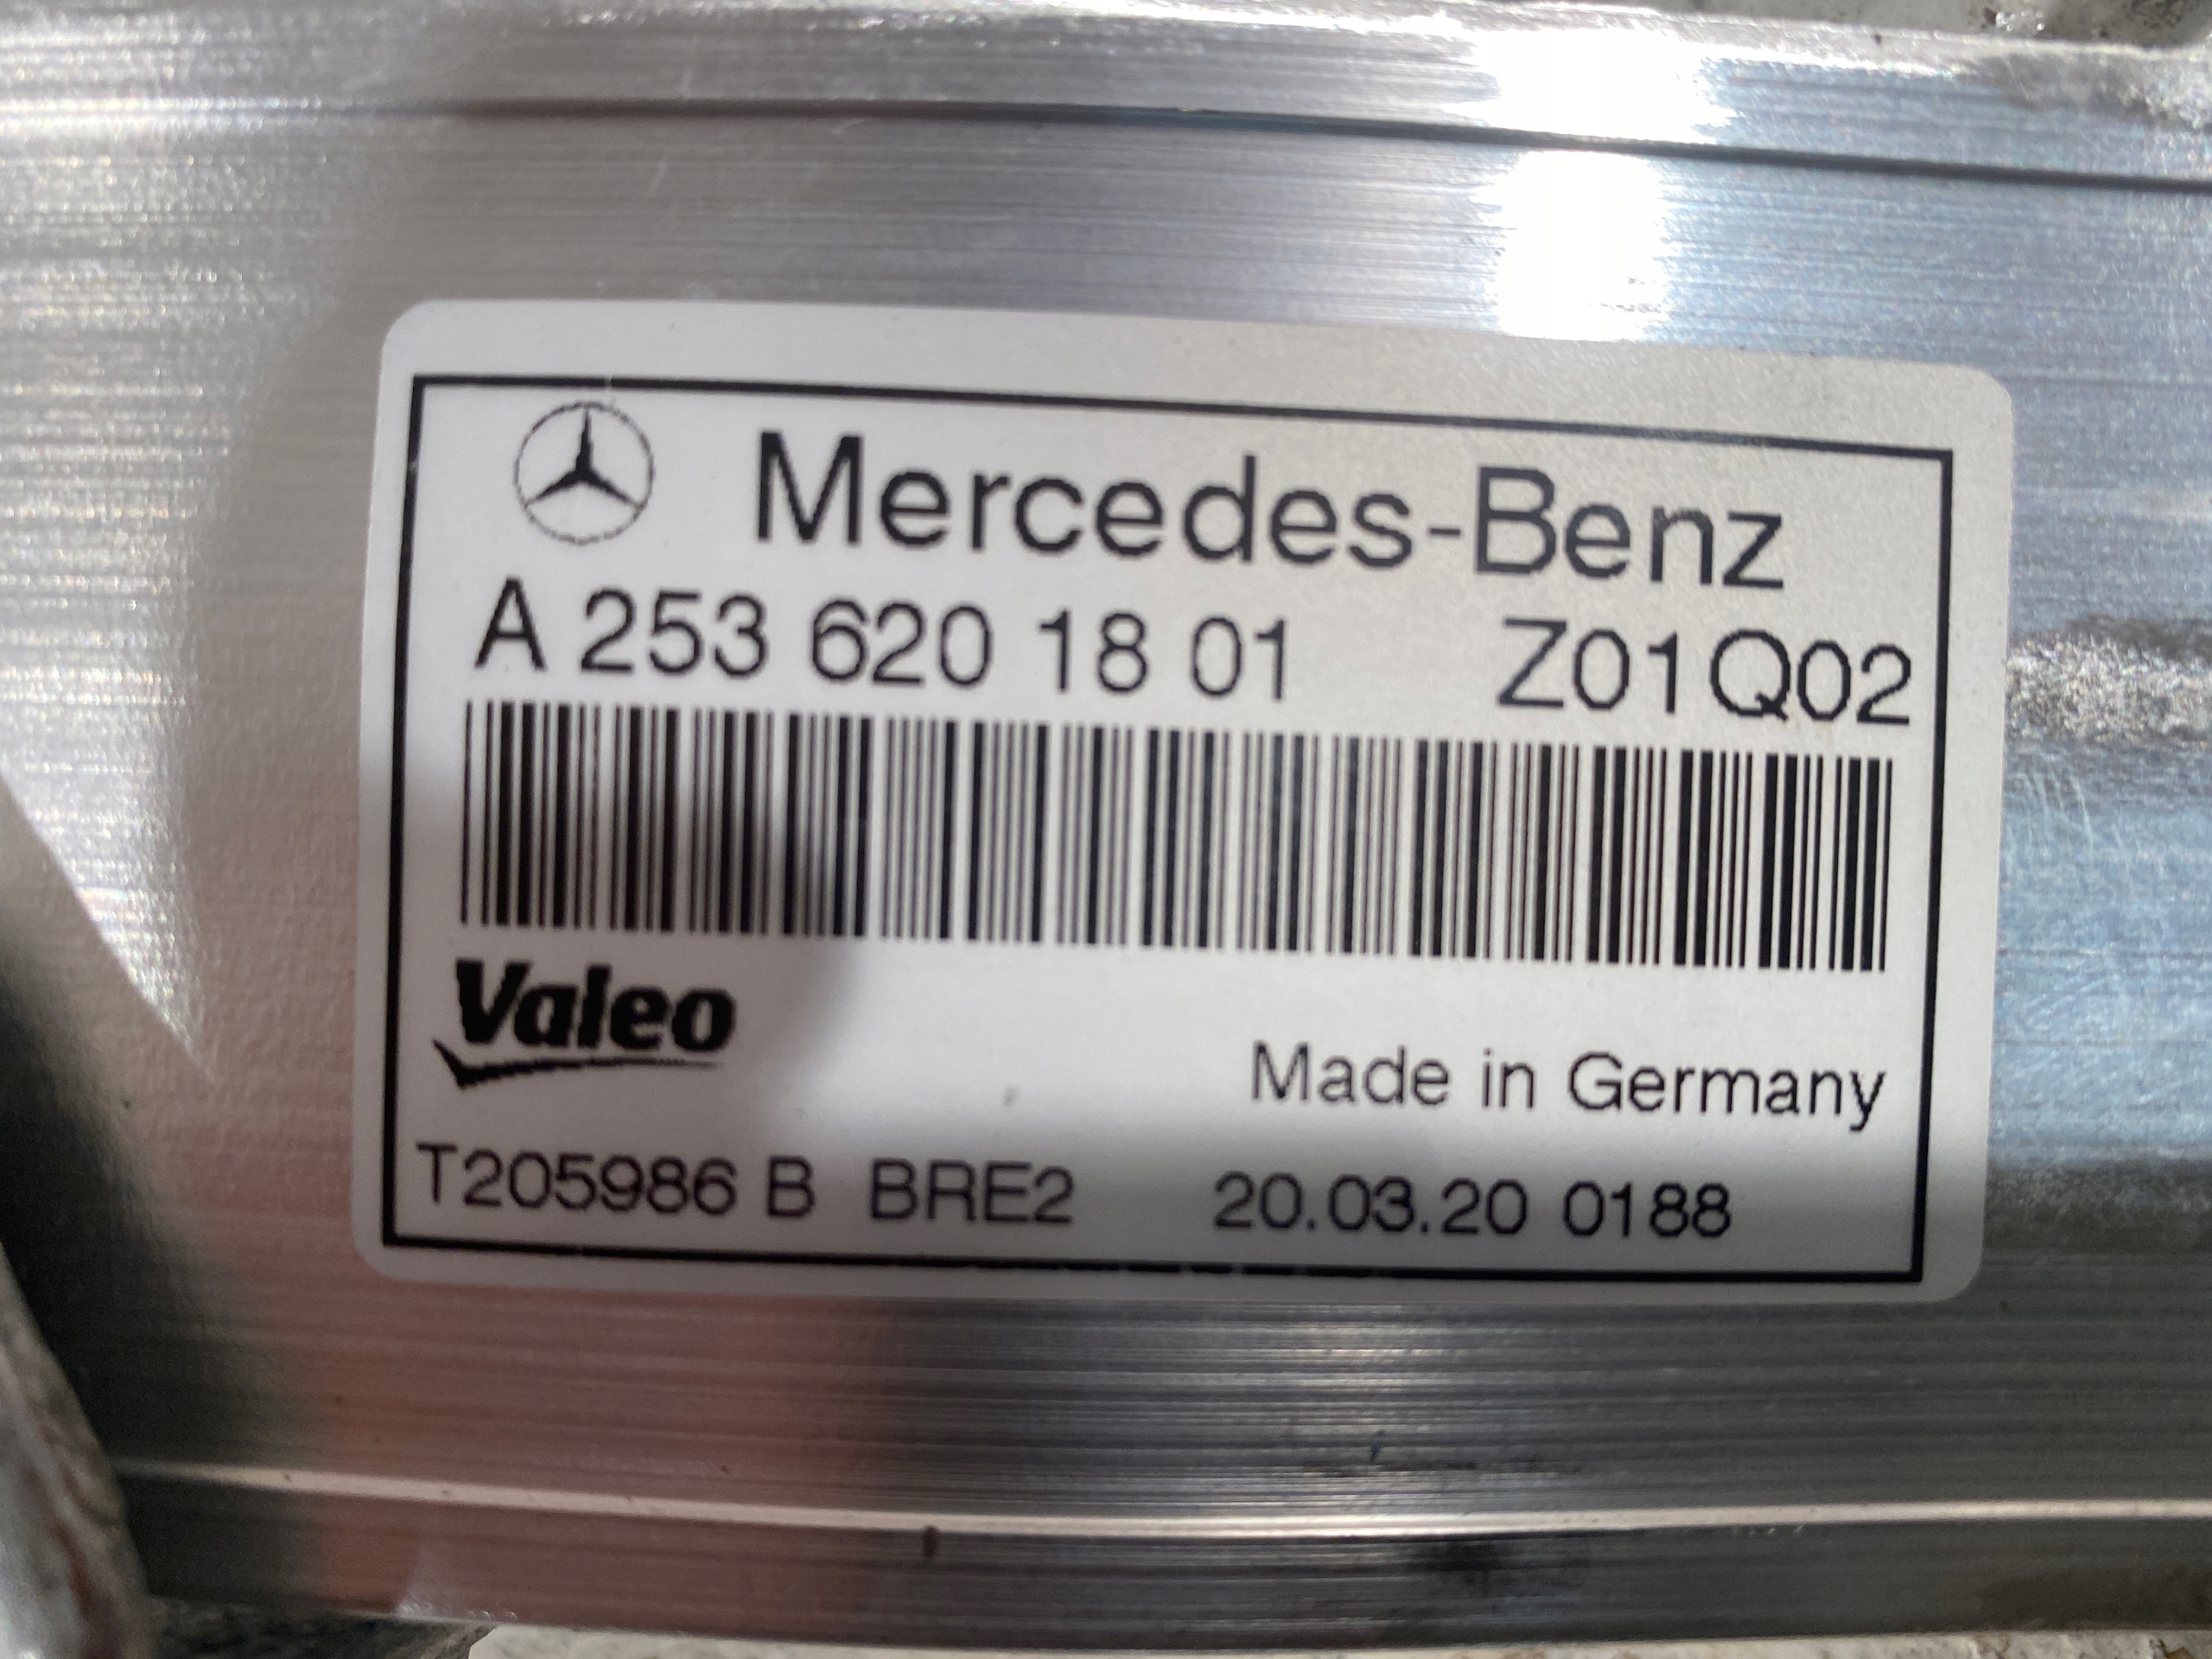 Mercedes-Benz
A 253 620 18 01 Z01Q02
Valeo
Made in Germany
T205986 B BRE2 20.03.20 0188